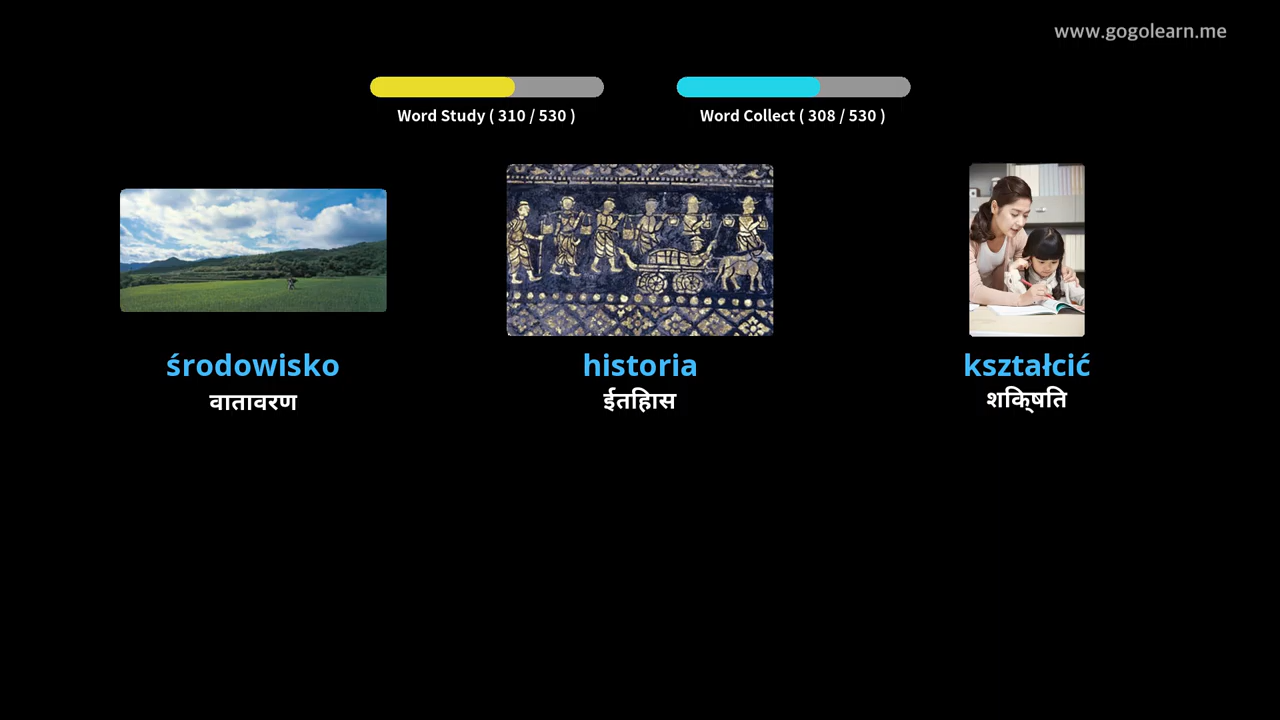 www.gogolearn.me
Word Study ( 310 / 530 )
Word Collect ( 308 / 530 )
środowisko
historia
kształcić
वातावरण
ईतहिास
शक्षिति